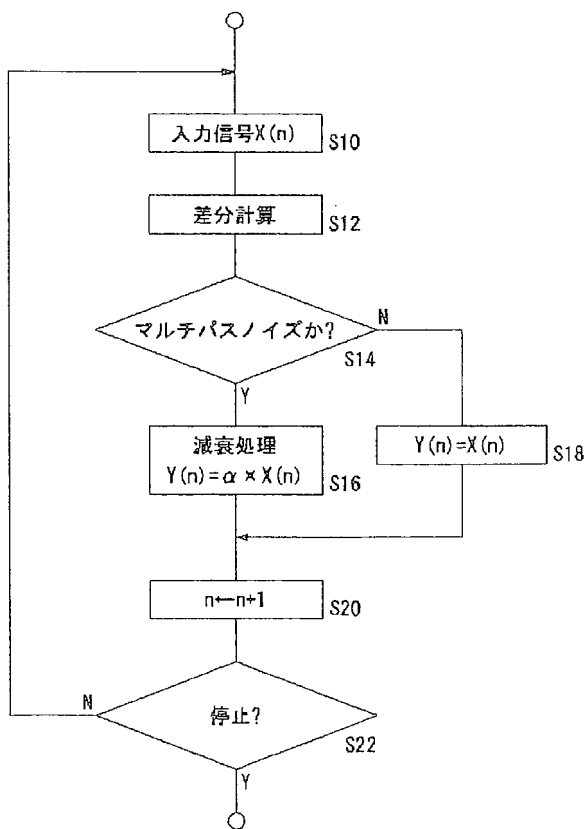 入力信号X(n)
S10
差分計算
S12
マルチパスノイズか?
N
S14
Y
減衰処理
Y(n)=α×X(n)
S16
Y(n)=X(n)
S18
n←n+1
S20
N
停止?
S22
Y